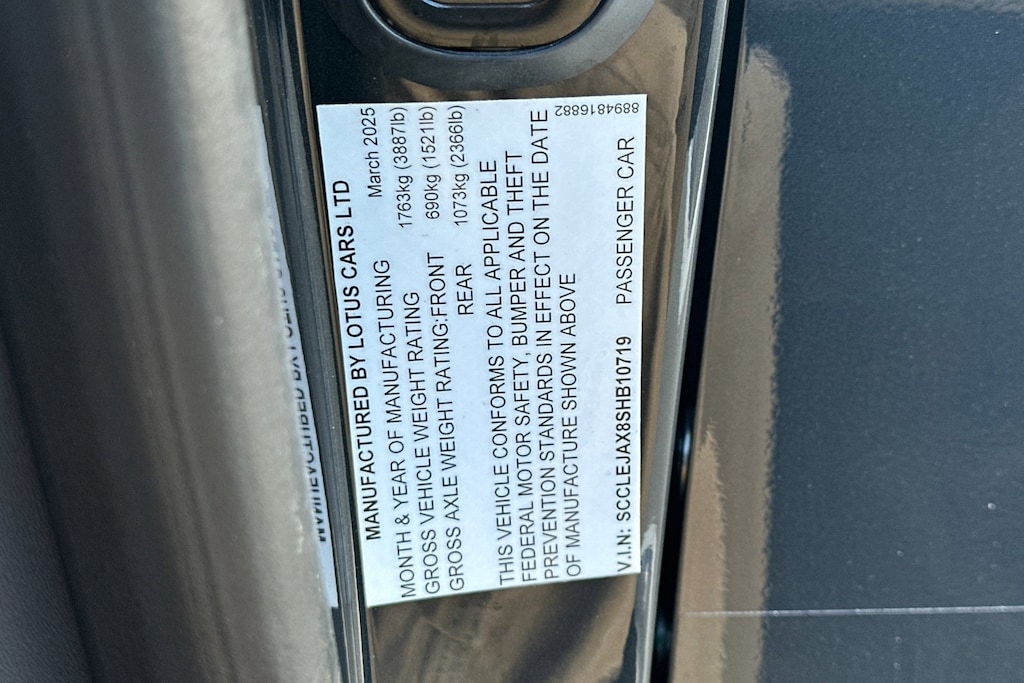 MANUFACTURED BY LOTUS CARS LTD
MONTH & YEAR OF MANUFACTURING March 2025
GROSS VEHICLE WEIGHT RATING 1763kg (3887lb)
GROSS AXLE WEIGHT RATING:FRONT 690kg (1521lb)
REAR 1073kg (2366lb)
THIS VEHICLE CONFORMS TO ALL APPLICABLE
FEDERAL MOTOR SAFETY, BUMPER AND THEFT
PREVENTION STANDARDS IN EFFECT ON THE DATE
OF MANUFACTURE SHOWN ABOVE
V.I.N: SCCLEJAX8SHB10719 PASSENGER CAR
8894816882